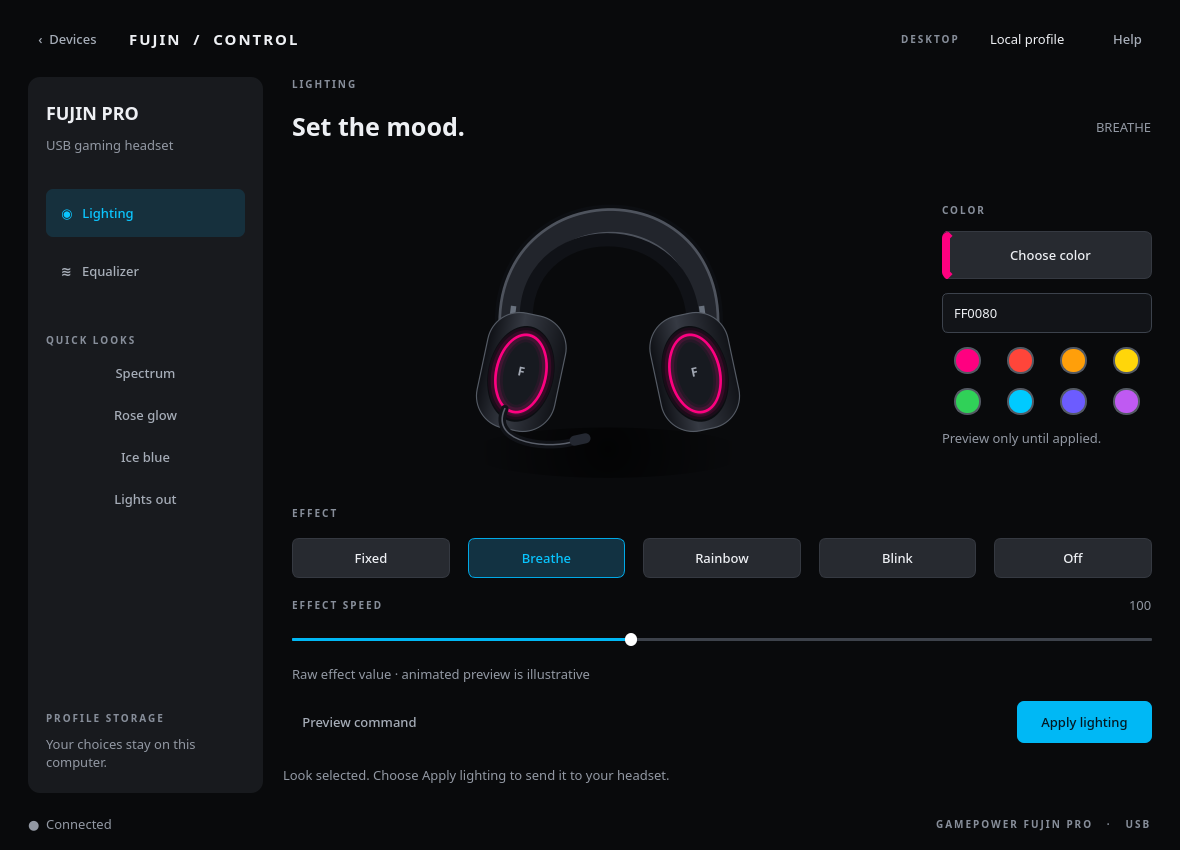 ‹ Devices
FUJIN / CONTROL
DESKTOP
Local profile
Help
FUJIN PRO
USB gaming headset
Lighting
Equalizer
QUICK LOOKS
Spectrum
Rose glow
Ice blue
Lights out
PROFILE STORAGE
Your choices stay on this
computer.
LIGHTING
Set the mood.
BREATHE
F
F
COLOR
Choose color
FF0080
Preview only until applied.
EFFECT
Fixed
Breathe
Rainbow
Blink
Off
EFFECT SPEED
100
Raw effect value · animated preview is illustrative
Preview command
Apply lighting
Look selected. Choose Apply lighting to send it to your headset.
Connected
GAMEPOWER FUJIN PRO · USB